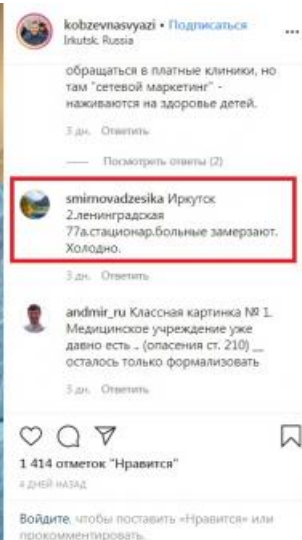 kobzevnasvyazi • Подписаться
Irkutsk, Russia
обращаться в платные клиники, но
там "сетевой маркетинг" -
наживаются на здоровье детей.
3 дн. Ответить
Посмотреть ответы (2)
smirnovadzesika Иркутск
2.ленинградская
77а.стационар.больные замерзают.
Холодно.
3 дн. Ответить
andmir_ru Классная картинка № 1.
Медицинское учреждение уже
давно есть .. (опасения ст. 210) __
осталось только формализовать
3 дн. Ответить
1 414 отметок "Нравится"
4 ДНЕЙ НАЗАД
Войдите, чтобы поставить «Нравится» или
прокомментировать.